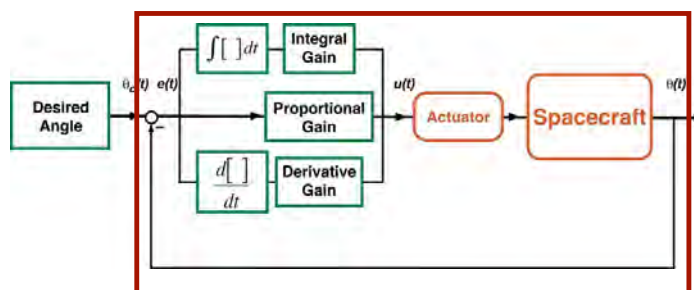 ∫[ ]dt
Integral
Gain
θc(t)
e(t)
u(t)
θ(t)
Desired
Angle
Proportional
Gain
Actuator
Spacecraft
–
d[ ]
dt
Derivative
Gain